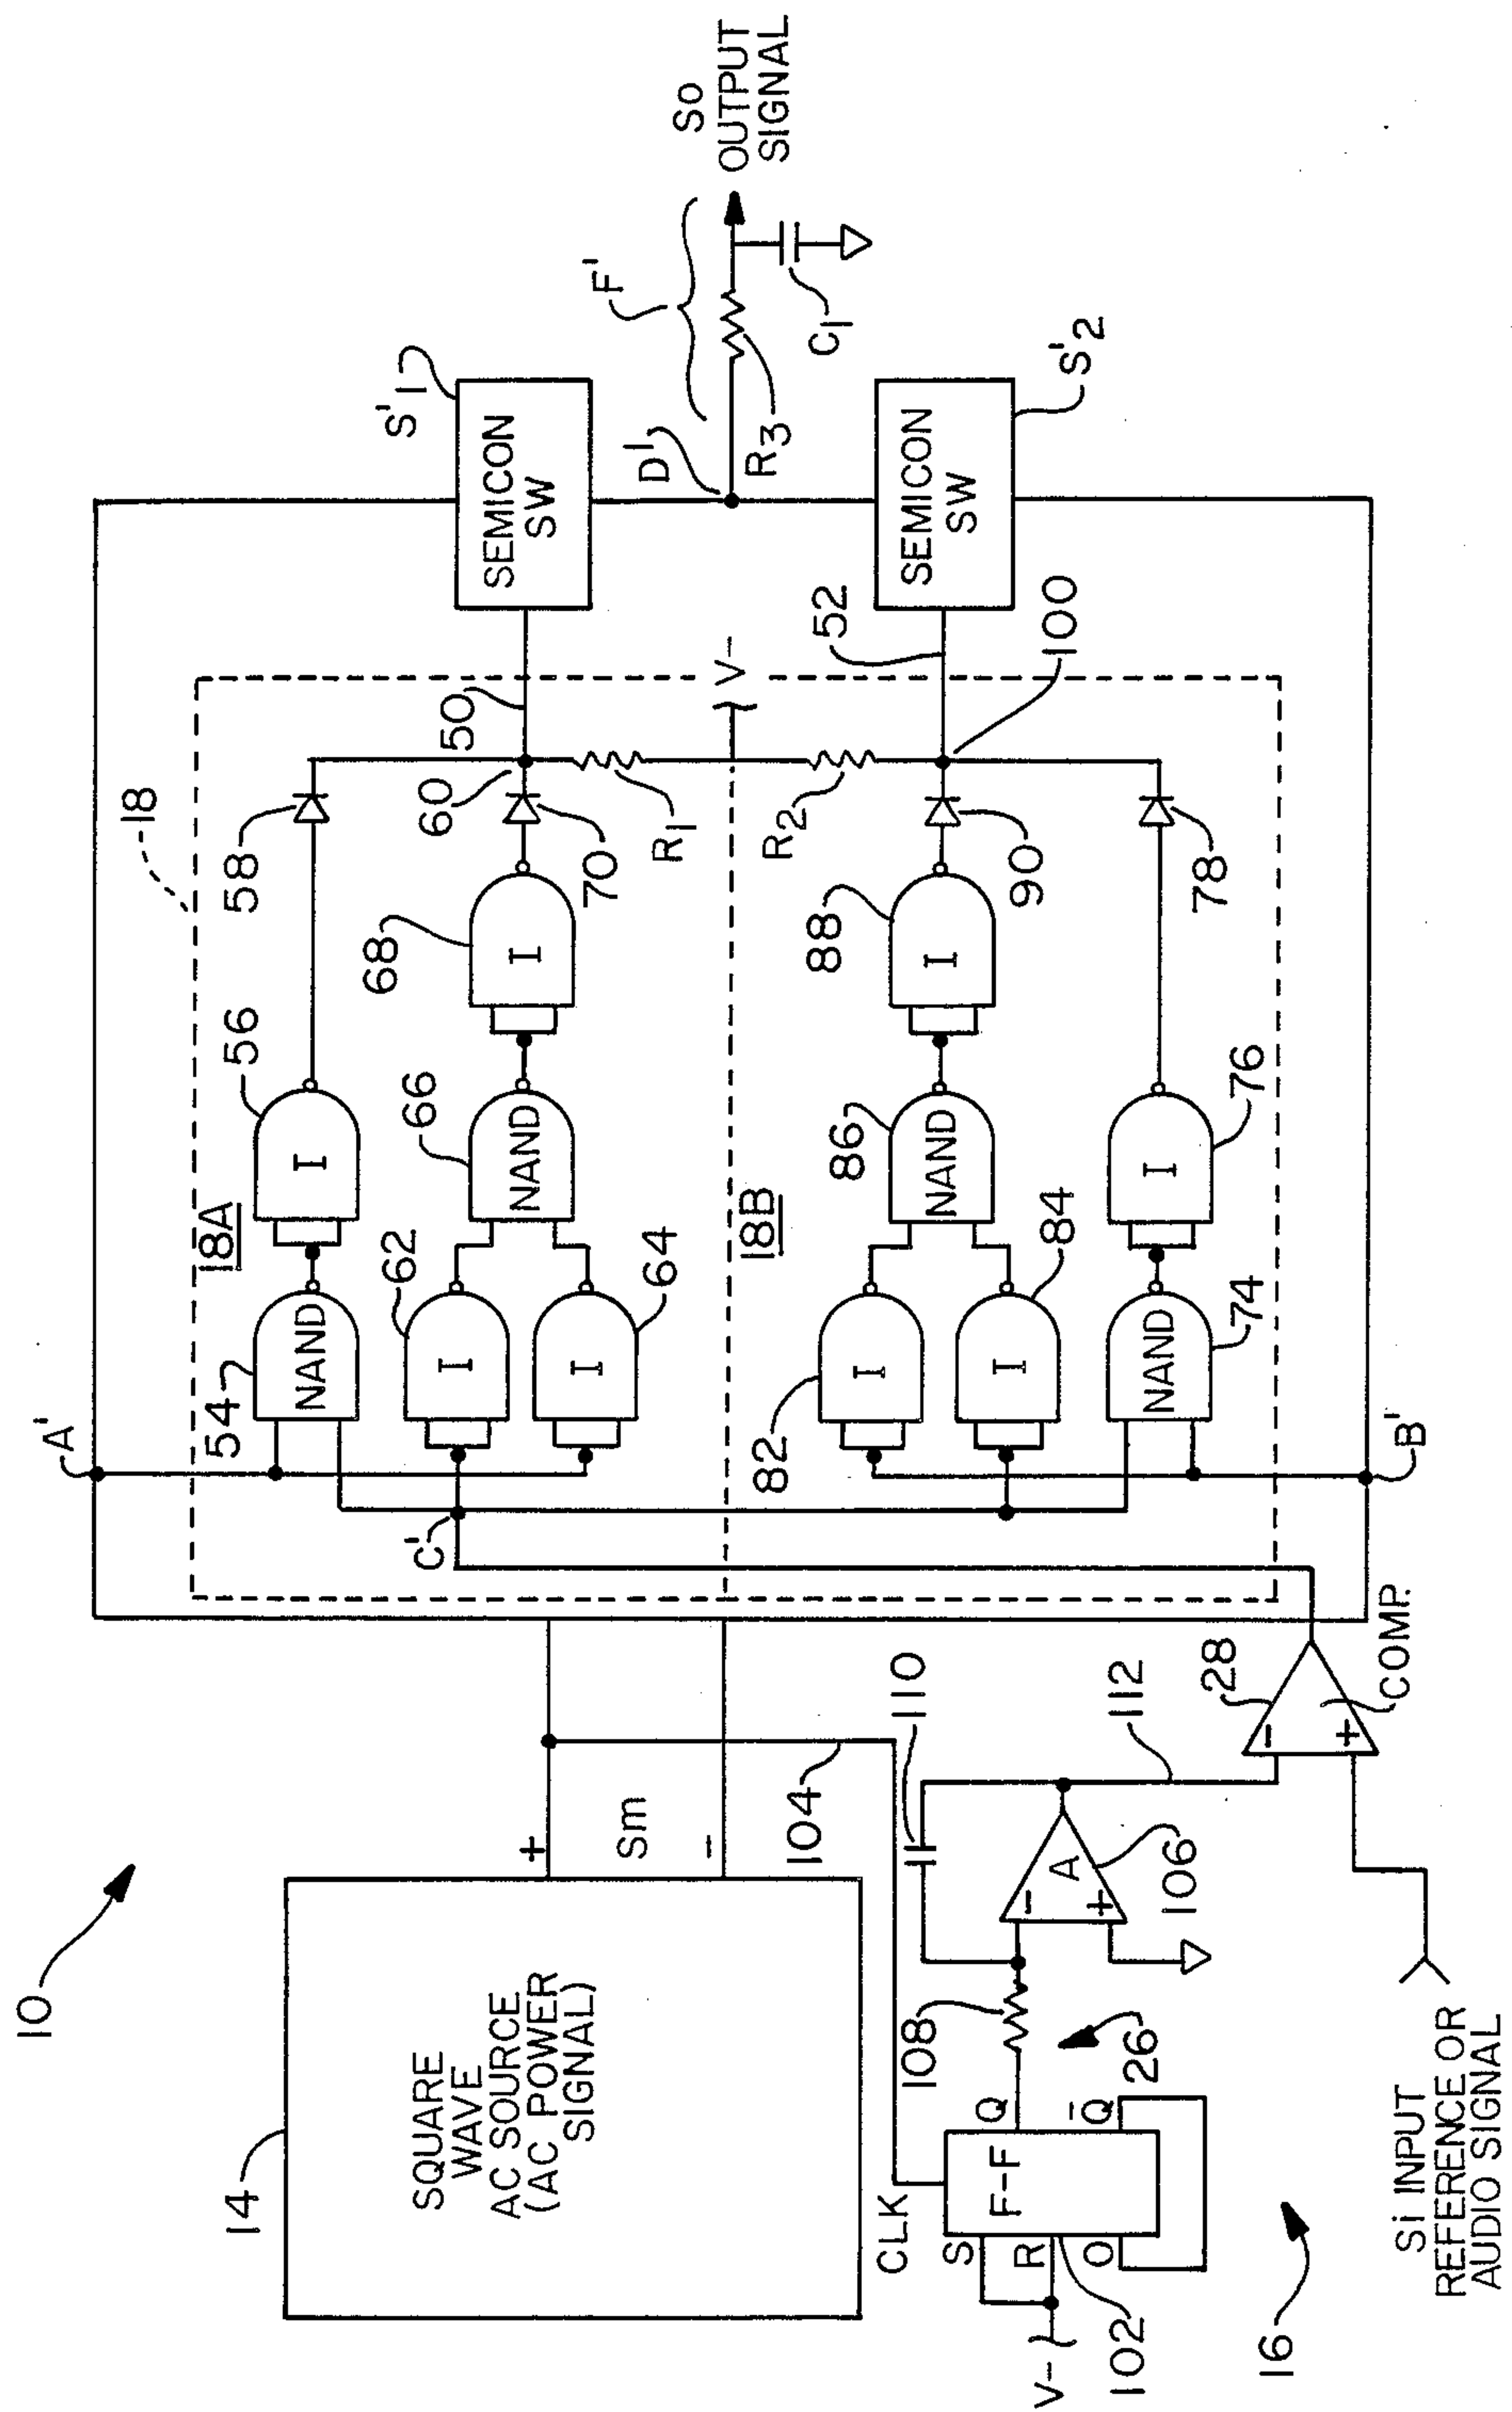 10
14
SQUARE
WAVE
AC SOURCE
(AC POWER
SIGNAL)
+
Sm
-
104
A'
B'
C'
18
18A
54
NAND
56
I
58
62
I
64
I
66
NAND
68
I
70
60
50
R1
V-
R2
18B
82
I
84
I
86
NAND
88
I
90
74
NAND
76
I
78
100
52
S'1
SEMICON
SW
D'
SEMICON
SW
S'2
F'
R3
C1
So
OUTPUT
SIGNAL
16
CLK
S
R
O
F-F
Q
Q̄
V-
102
26
108
110
-
A
+
106
112
28
-
+
COMP.
Si INPUT
REFERENCE OR
AUDIO SIGNAL